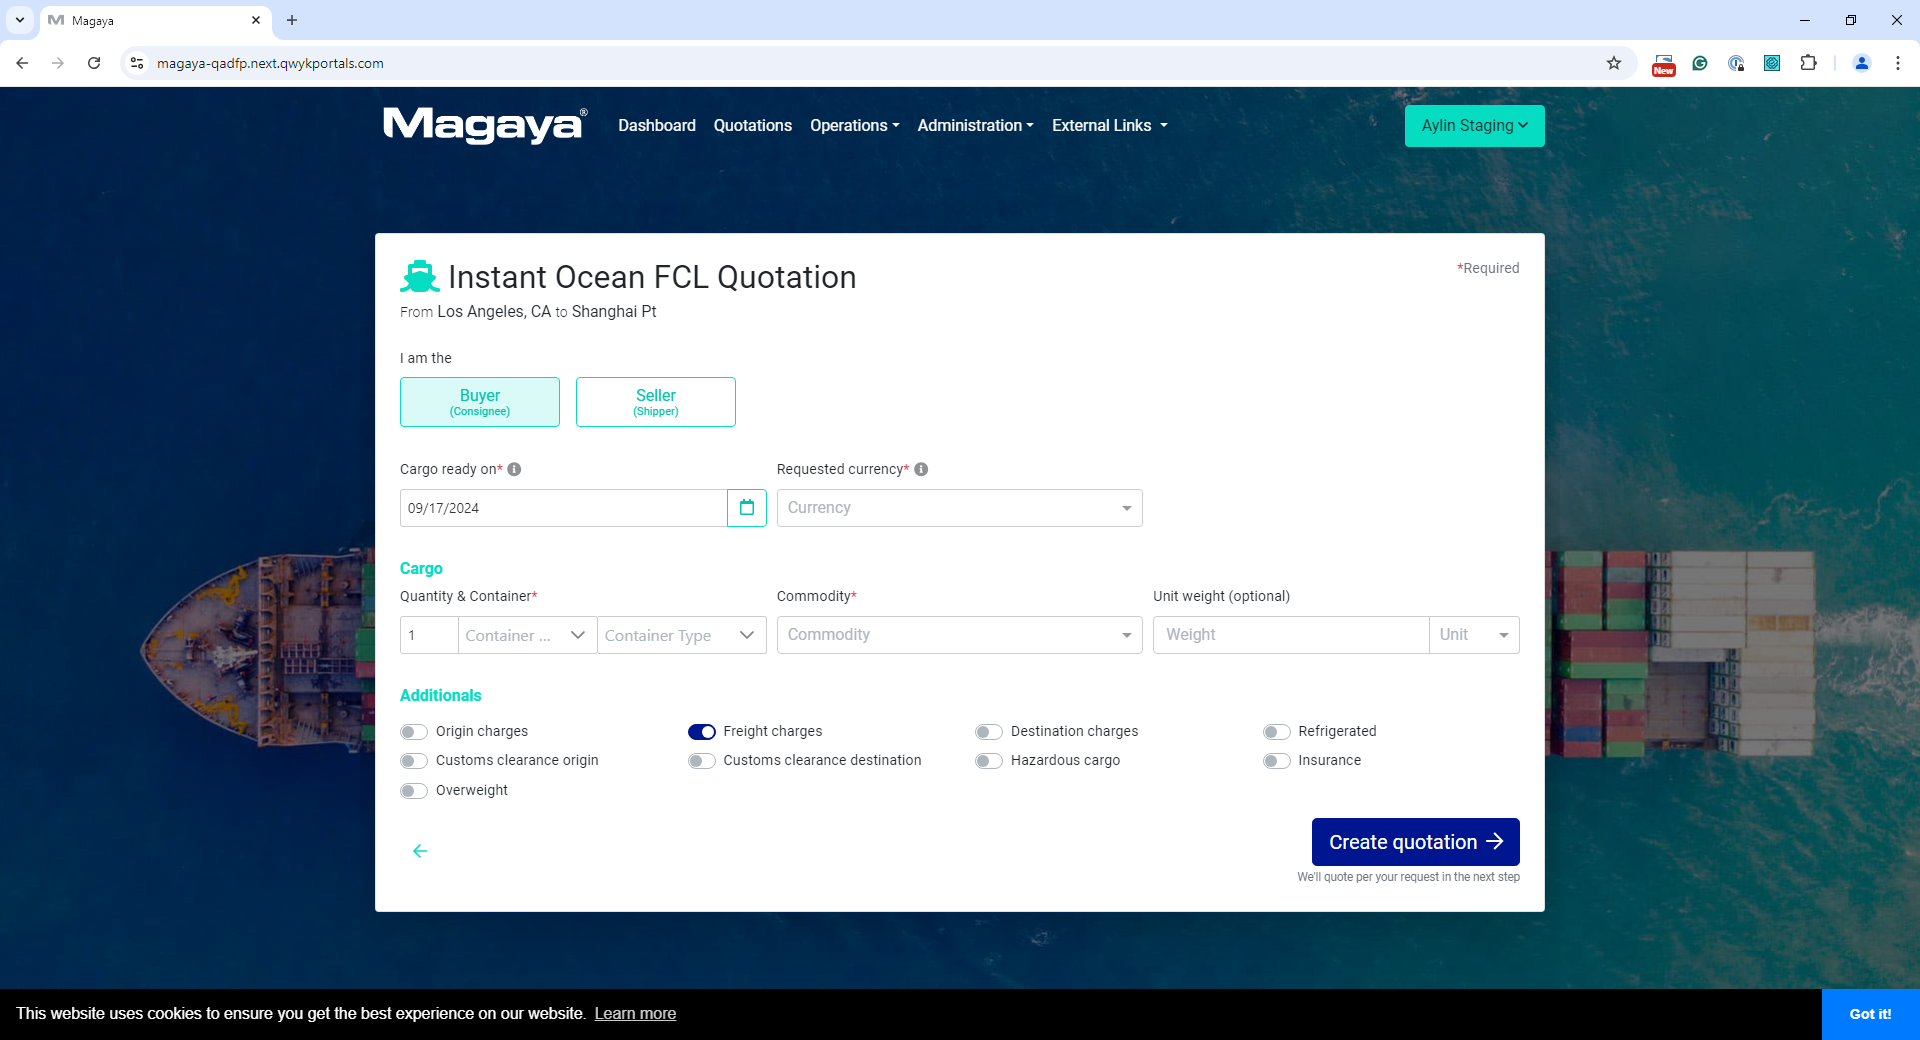 Magaya
magaya-qadfp.next.qwykportals.com
New
Magaya®
Dashboard
Quotations
Operations
Administration
External Links
Aylin Staging
Instant Ocean FCL Quotation
*Required
From Los Angeles, CA to Shanghai Pt
I am the
Buyer
(Consignee)
Seller
(Shipper)
Cargo ready on*
Requested currency*
09/17/2024
Currency
Cargo
Quantity & Container*
Commodity*
Unit weight (optional)
1
Container ...
Container Type
Commodity
Weight
Unit
Additionals
Origin charges
Freight charges
Destination charges
Refrigerated
Customs clearance origin
Customs clearance destination
Hazardous cargo
Insurance
Overweight
Create quotation
We'll quote per your request in the next step
This website uses cookies to ensure you get the best experience on our website. Learn more
Got it!